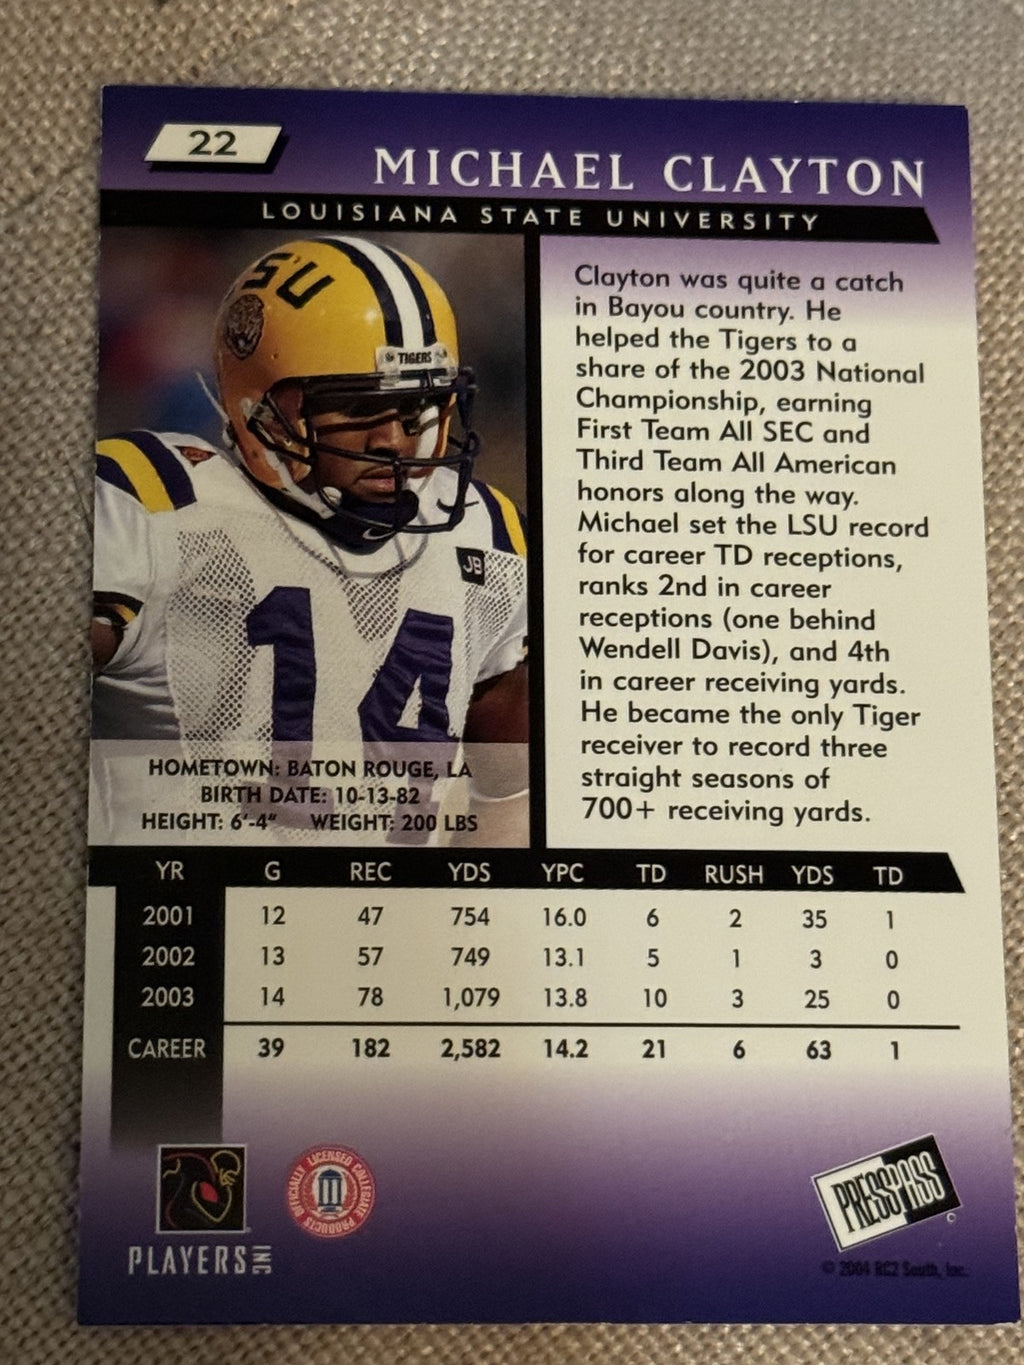 22
MICHAEL CLAYTON
LOUISIANA STATE UNIVERSITY
SU
TIGERS
JB
14
HOMETOWN: BATON ROUGE, LA
BIRTH DATE: 10-13-82
HEIGHT: 6'-4" WEIGHT: 200 LBS
Clayton was quite a catch
in Bayou country. He
helped the Tigers to a
share of the 2003 National
Championship, earning
First Team All SEC and
Third Team All American
honors along the way.
Michael set the LSU record
for career TD receptions,
ranks 2nd in career
receptions (one behind
Wendell Davis), and 4th
in career receiving yards.
He became the only Tiger
receiver to record three
straight seasons of
700+ receiving yards.
YR G REC YDS YPC TD RUSH YDS TD
2001 12 47 754 16.0 6 2 35 1
2002 13 57 749 13.1 5 1 3 0
2003 14 78 1,079 13.8 10 3 25 0
CAREER 39 182 2,582 14.2 21 6 63 1
PLAYERS INC
OFFICIALLY LICENSED COLLEGIATE PRODUCTS
PRESS PASS
© 2004 RC2 South, Inc.